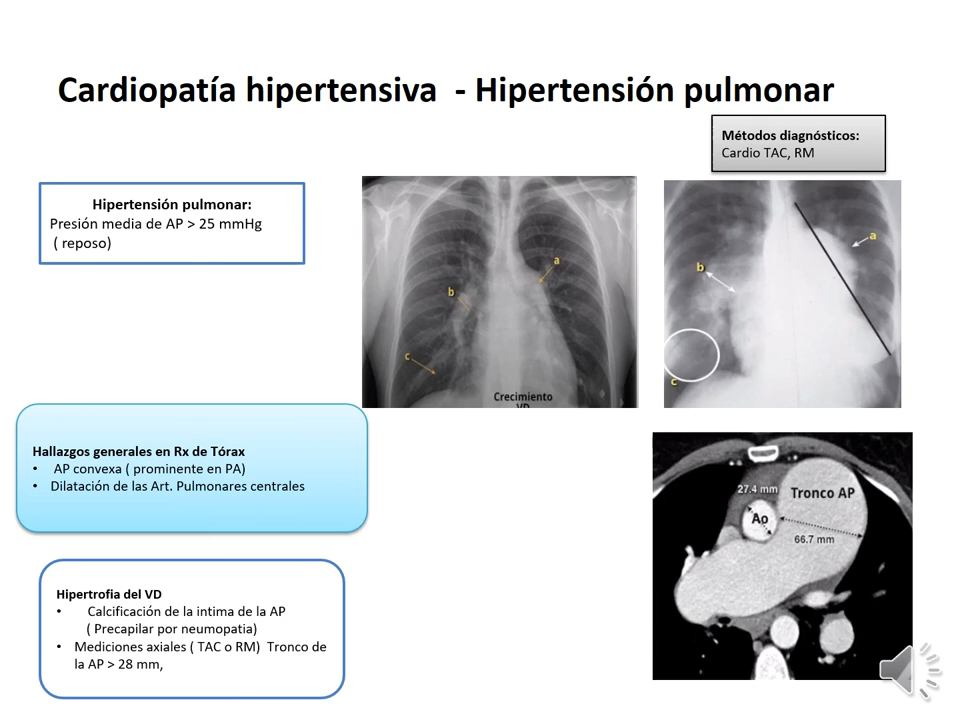 Cardiopatía hipertensiva - Hipertensión pulmonar
Métodos diagnósticos:
Cardio TAC, RM
Hipertensión pulmonar:
Presión media de AP > 25 mmHg
( reposo)
a
b
c
Crecimiento
VD
a
b
c
Hallazgos generales en Rx de Tórax
• AP convexa ( prominente en PA)
• Dilatación de las Art. Pulmonares centrales
27.4 mm
Tronco AP
Ao
66.7 mm
Hipertrofia del VD
• Calcificación de la intima de la AP
( Precapilar por neumopatia)
• Mediciones axiales ( TAC o RM) Tronco de
la AP > 28 mm,